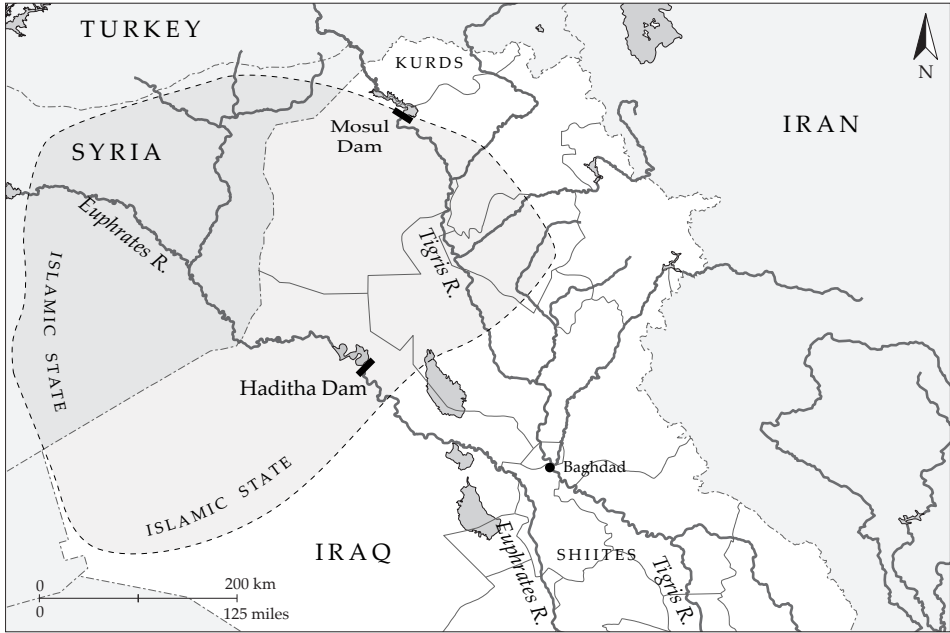 TURKEY
KURDS
N
Mosul
Dam
IRAN
SYRIA
Euphrates R.
Tigris R.
ISLAMIC STATE
Haditha Dam
Baghdad
ISLAMIC STATE
IRAQ
Euphrates R.
SHIITES
Tigris R.
0
200 km
0
125 miles